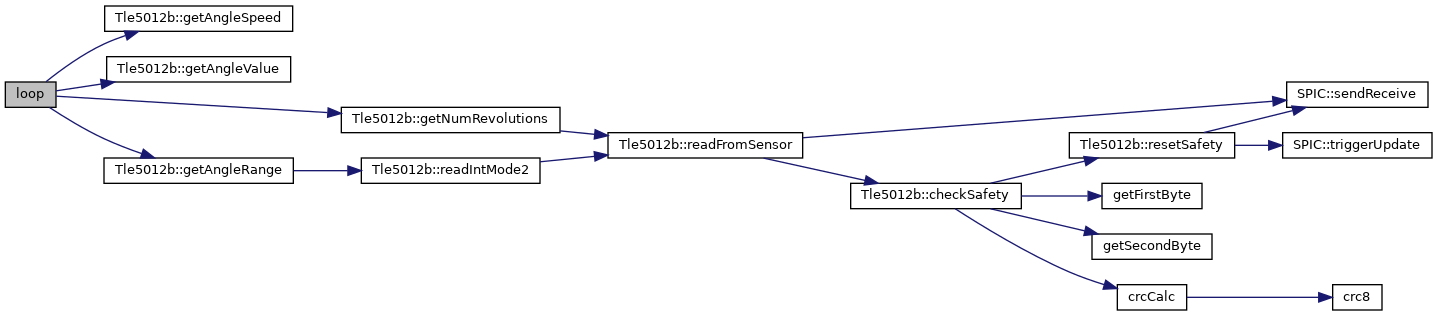 loop
Tle5012b::getAngleSpeed
Tle5012b::getAngleValue
Tle5012b::getNumRevolutions
Tle5012b::getAngleRange
Tle5012b::readIntMode2
Tle5012b::readFromSensor
Tle5012b::checkSafety
SPIC::sendReceive
Tle5012b::resetSafety
SPIC::triggerUpdate
getFirstByte
getSecondByte
crcCalc
crc8